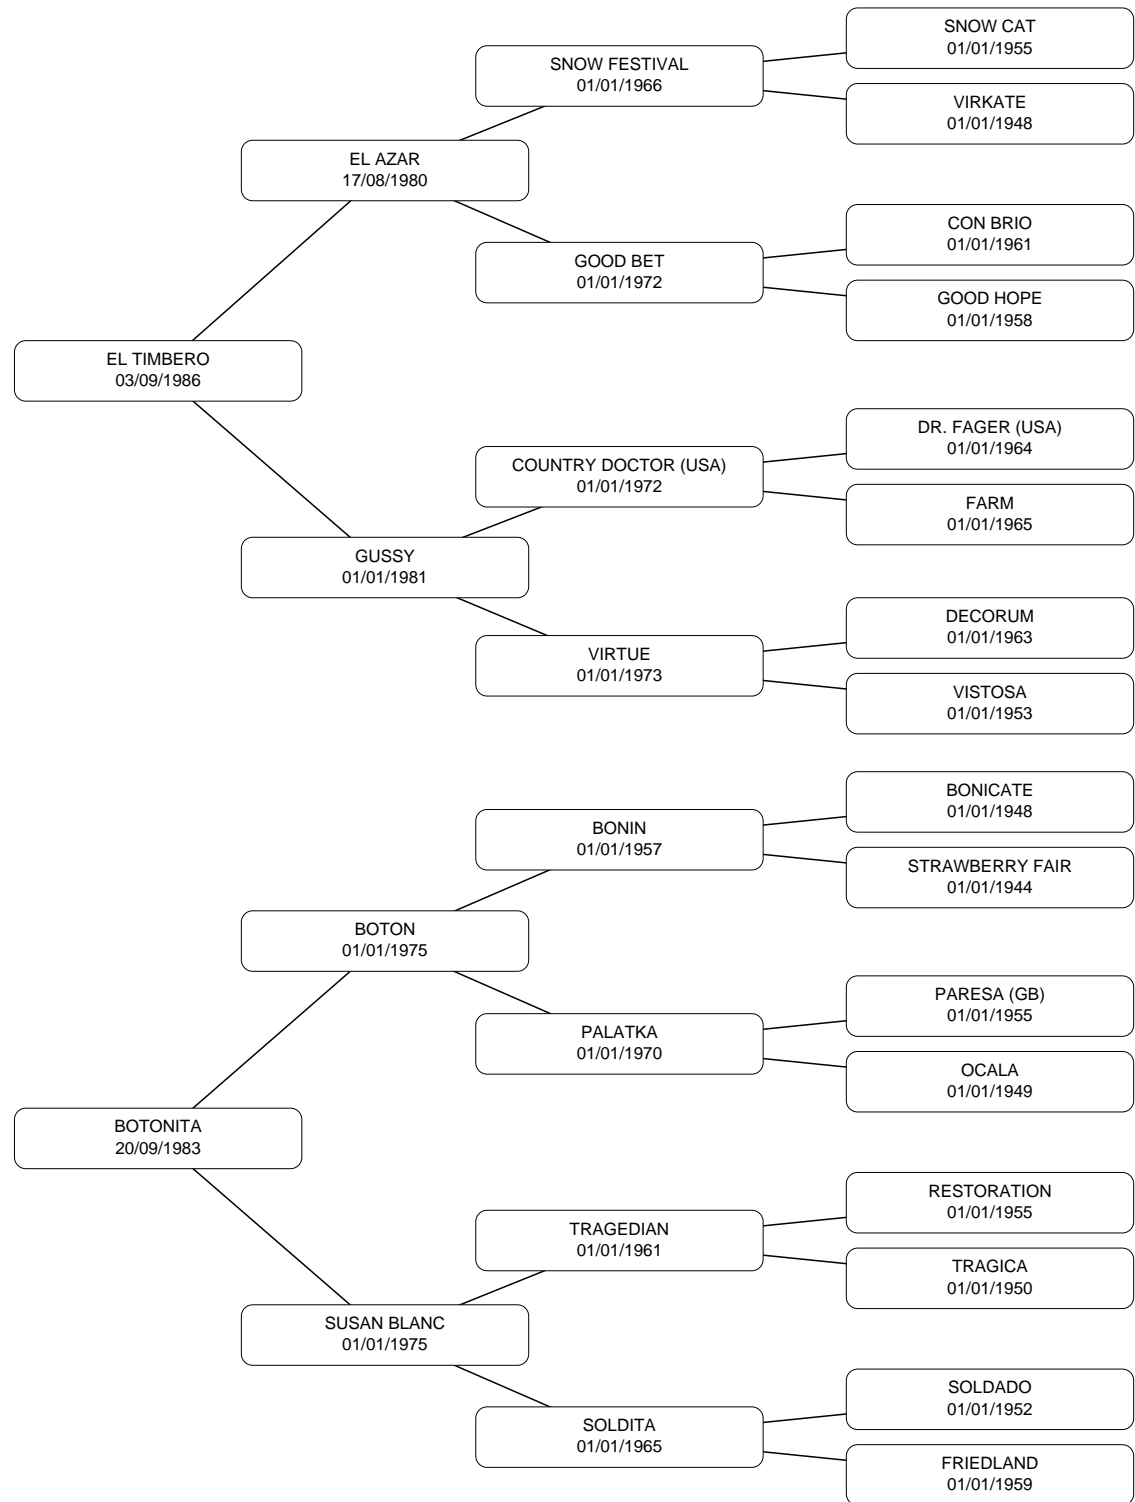 SNOW CAT
01/01/1955
SNOW FESTIVAL
01/01/1966
VIRKATE
01/01/1948
EL AZAR
17/08/1980
CON BRIO
01/01/1961
GOOD BET
01/01/1972
GOOD HOPE
01/01/1958
EL TIMBERO
03/09/1986
DR. FAGER (USA)
01/01/1964
COUNTRY DOCTOR (USA)
01/01/1972
FARM
01/01/1965
GUSSY
01/01/1981
DECORUM
01/01/1963
VIRTUE
01/01/1973
VISTOSA
01/01/1953
BONICATE
01/01/1948
BONIN
01/01/1957
STRAWBERRY FAIR
01/01/1944
BOTON
01/01/1975
PARESA (GB)
01/01/1955
PALATKA
01/01/1970
OCALA
01/01/1949
BOTONITA
20/09/1983
RESTORATION
01/01/1955
TRAGEDIAN
01/01/1961
TRAGICA
01/01/1950
SUSAN BLANC
01/01/1975
SOLDADO
01/01/1952
SOLDITA
01/01/1965
FRIEDLAND
01/01/1959